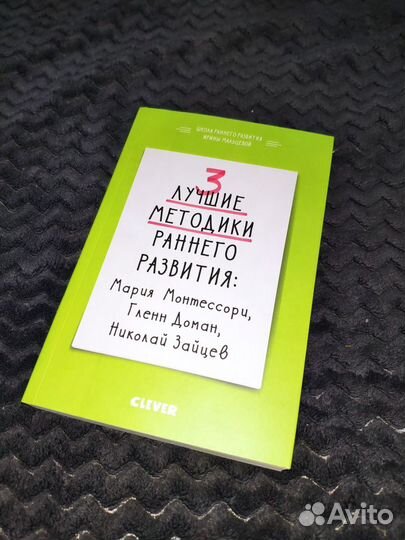 ШКОЛА РАННЕГО РАЗВИТИЯ
ИРИНЫ МАЛЬЦЕВОЙ
3
ЛУЧШИЕ
МЕТОДИКИ
РАННЕГО
РАЗВИТИЯ:
Мария Монтессори,
Гленн Доман,
Николай Зайцев
CLEVER
Avito